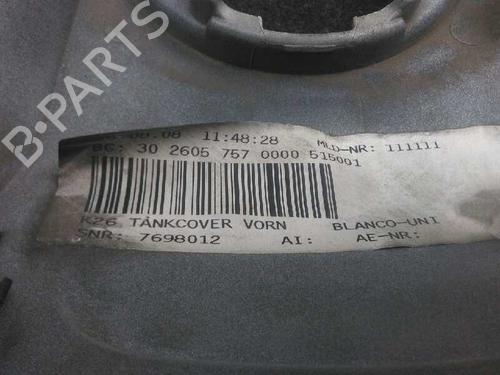 11:48:28 MLD-NR: 111111
BC: 30 2605 757 0000 515001
K26 TANKCOVER VORN BLANCO-UNI
SNR: 7698012 AI: AE-NR:
B-PARTS